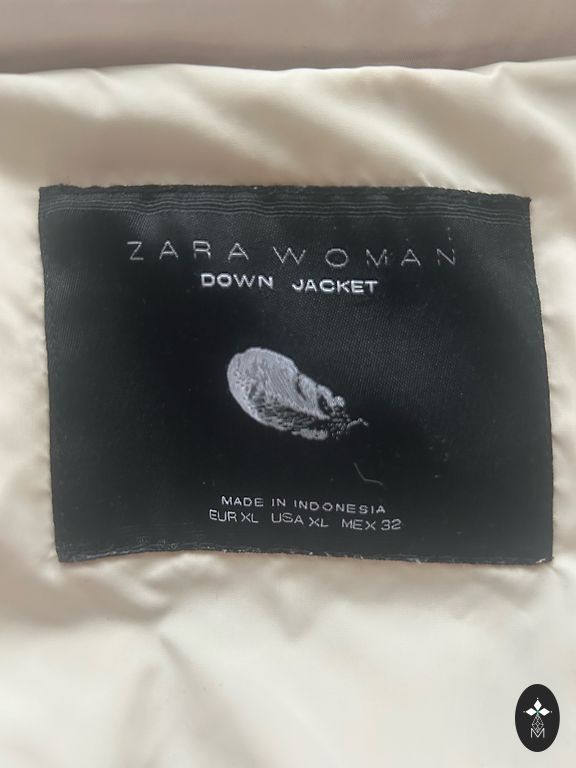 ZARA WOMAN
DOWN JACKET
MADE IN INDONESIA
EUR XL USA XL MEX 32
M